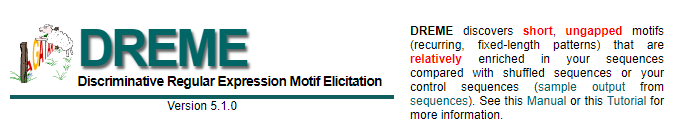 DREME
Discriminative Regular Expression Motif Elicitation
Version 5.1.0
DREME discovers short, ungapped motifs
(recurring, fixed-length patterns) that are
relatively enriched in your sequences
compared with shuffled sequences or your
control sequences (sample output from
sequences). See this Manual or this Tutorial for
more information.